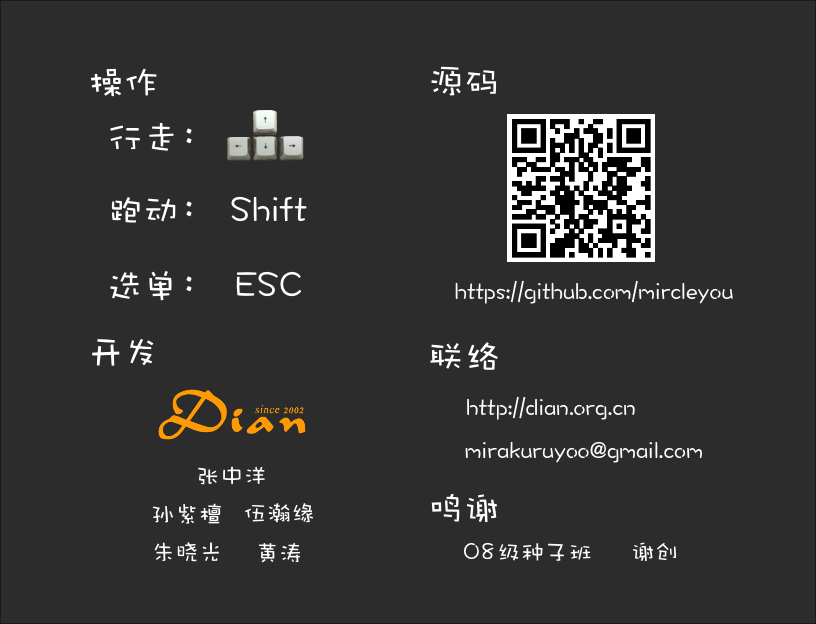 操作
行走：
↑
← ↓ →
跑动： Shift
选单： ESC
开发
Dian since 2002
张中洋
孙紫檀 伍瀚缘
朱晓光 黄涛
源码
https://github.com/mircleyou
联络
http://dian.org.cn
mirakuruyoo@gmail.com
鸣谢
08级种子班 谢创